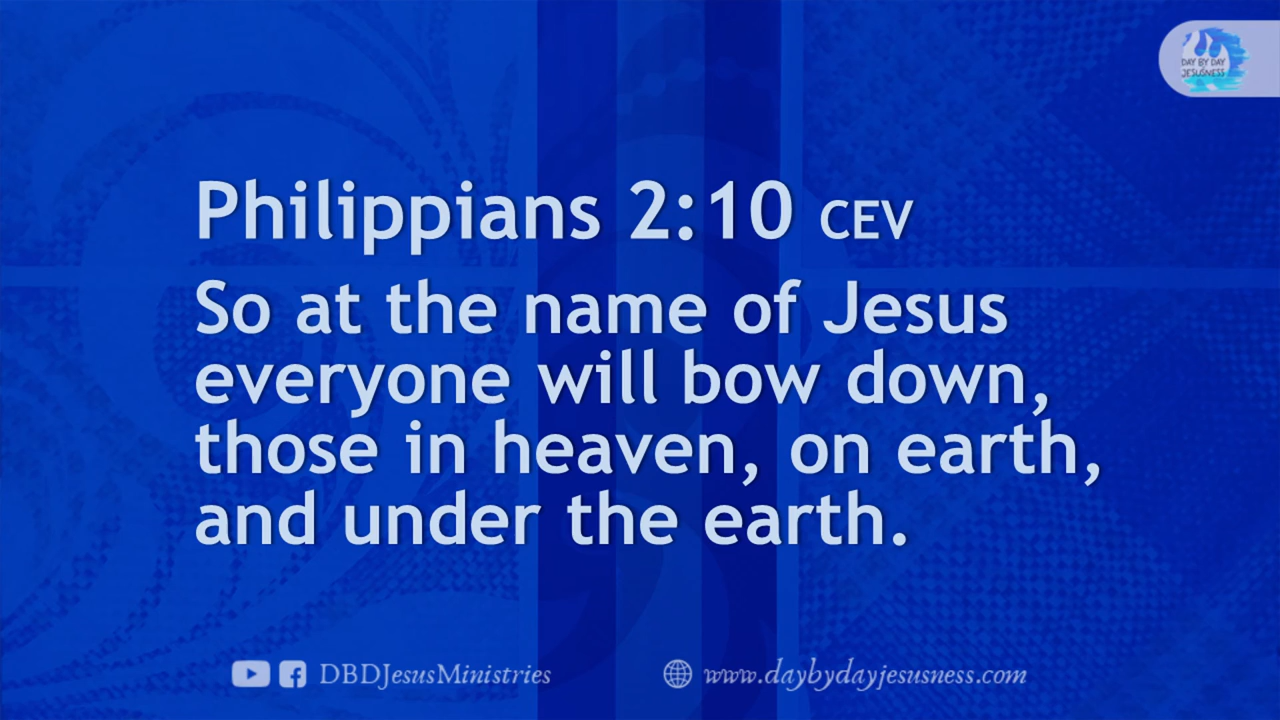 DAY BY DAY
JESUSNESS
Philippians 2:10 CEV
So at the name of Jesus
everyone will bow down,
those in heaven, on earth,
and under the earth.
DBDJesusMinistries
www.daybydayjesusness.com